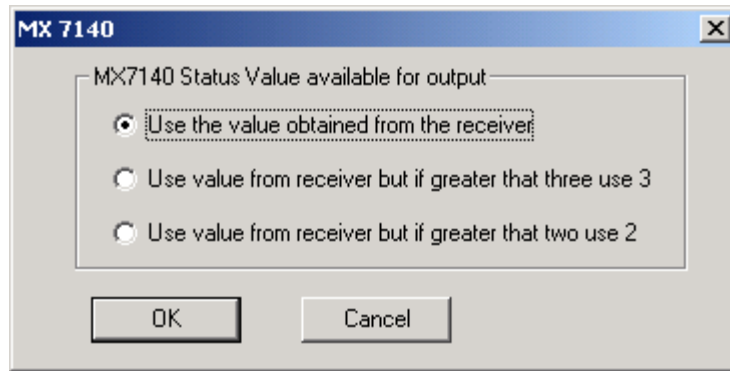 MX 7140
MX7140 Status Value available for output
Use the value obtained from the receiver
Use value from receiver but if greater that three use 3
Use value from receiver but if greater that two use 2
OK
Cancel